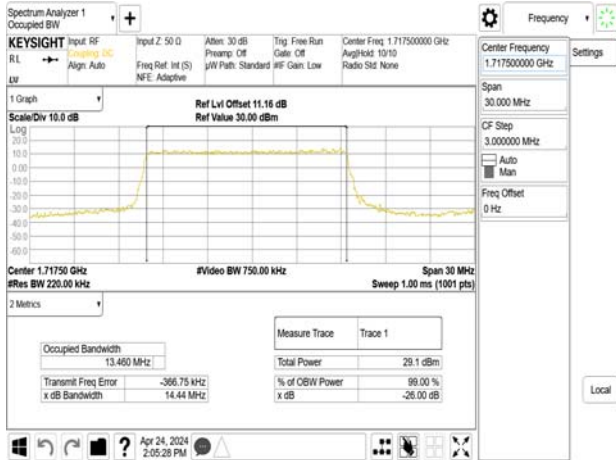 Spectrum Analyzer 1
Occupied BW
Frequency
KEYSIGHT
RL
LXI
Input: RF
Coupling: DC
Align: Auto
Input Z: 50 Ω
Freq Ref: Int (S)
NFE: Adaptive
Atten: 30 dB
Preamp: Off
µW Path: Standard
Trig: Free Run
Gate: Off
#IF Gain: Low
Center Freq: 1.717500000 GHz
Avg|Hold: 10/10
Radio Std: None
Center Frequency
1.717500000 GHz
Settings
Span
30.000 MHz
CF Step
3.000000 MHz
Auto
Man
Freq Offset
0 Hz
Local
1 Graph
Scale/Div 10.0 dB
Ref Lvl Offset 11.16 dB
Ref Value 30.00 dBm
Log
20.0
10.0
0.00
-10.0
-20.0
-30.0
-40.0
-50.0
-60.0
Center 1.71750 GHz
#Video BW 750.00 kHz
Span 30 MHz
#Res BW 220.00 kHz
Sweep 1.00 ms (1001 pts)
2 Metrics
Measure Trace Trace 1
Occupied Bandwidth
13.460 MHz
Total Power 29.1 dBm
Transmit Freq Error -366.75 kHz
% of OBW Power 99.00 %
x dB Bandwidth 14.44 MHz
x dB -26.00 dB
?
Apr 24, 2024
2:05:28 PM